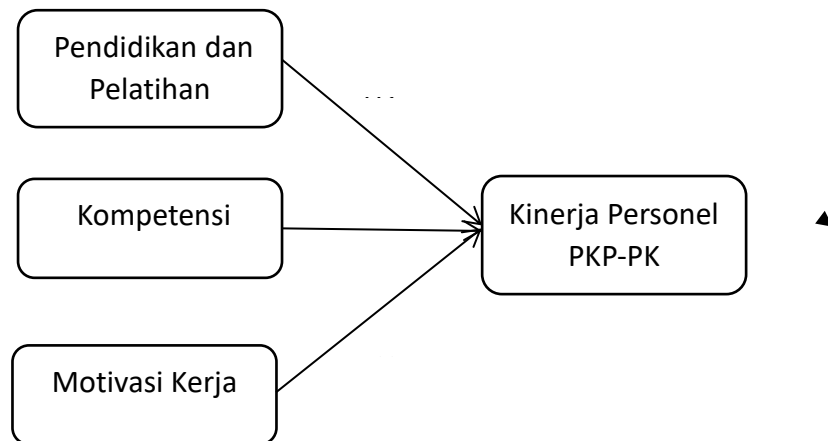 Pendidikan dan
Pelatihan
Kompetensi
Kinerja Personel
PKP-PK
Motivasi Kerja